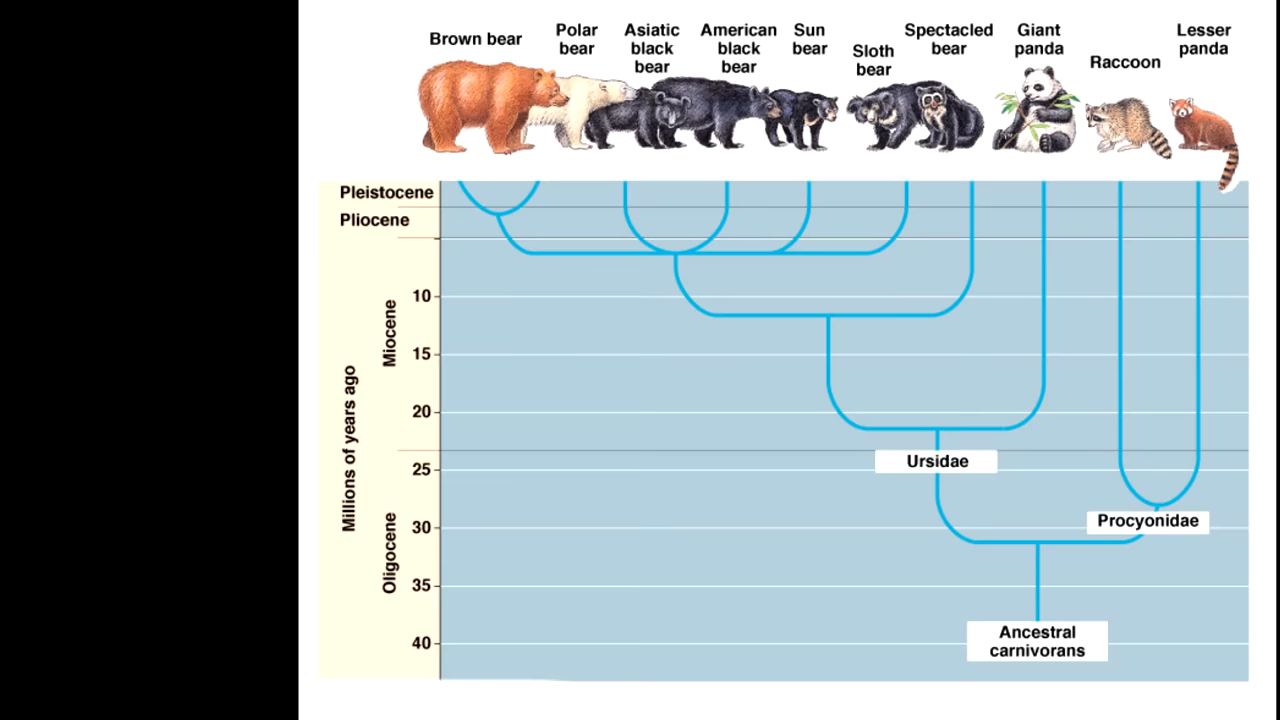 Brown bear
Polar
bear
Asiatic
black
bear
American
black
bear
Sun
bear
Sloth
bear
Spectacled
bear
Giant
panda
Raccoon
Lesser
panda
Pleistocene
Pliocene
Miocene
Oligocene
Millions of years ago
10
15
20
25
30
35
40
Ursidae
Procyonidae
Ancestral
carnivorans